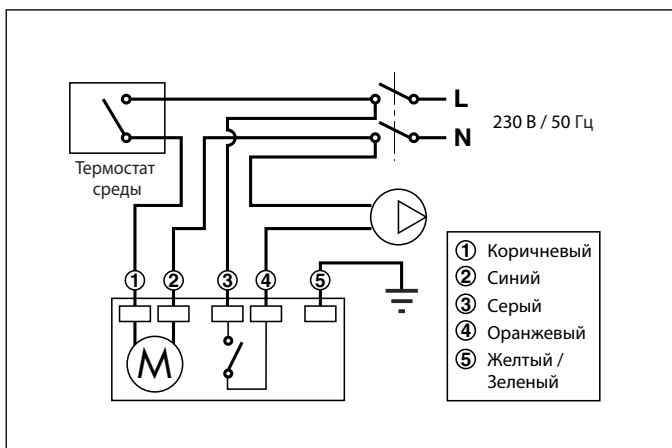 L
230 В / 50 Гц
N
Термостат
среды
1 2 3 4 5
M
1 Коричневый
2 Синий
3 Серый
4 Оранжевый
5 Желтый /
Зеленый